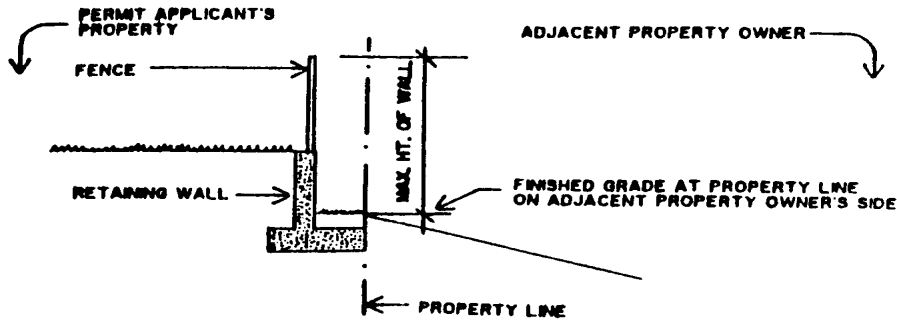 PERMIT APPLICANT'S
PROPERTY
ADJACENT PROPERTY OWNER
FENCE
MAX. HT. OF WALL
RETAINING WALL
FINISHED GRADE AT PROPERTY LINE
ON ADJACENT PROPERTY OWNER'S SIDE
PROPERTY LINE